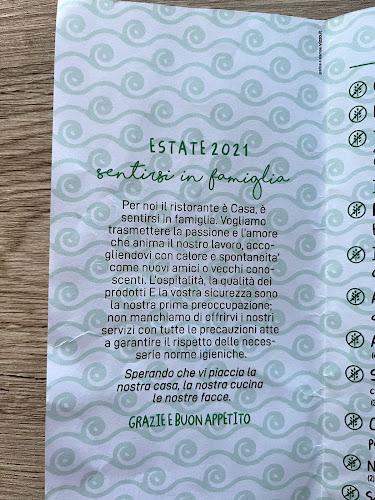 ESTATE 2021
sentirsi in famiglia
Per noi il ristorante è Casa, è
sentirsi in famiglia. Vogliamo
trasmettere la passione e l'amore
che anima il nostro lavoro, acco-
gliendovi con calore e spontaneita'
come nuovi amici o vecchi cono-
scenti. L'ospitalità, la qualità dei
prodotti E la vostra sicurezza sono
la nostra prima preoccupazione;
non manchiamo di offrirvi i nostri
servizi con tutte le precauzioni atte
a garantire il rispetto delle neces-
sarie norme igieniche.
Sperando che vi piaccia la
nostra casa, la nostra cucina
le nostre facce.
GRAZIE E BUON APPETITO